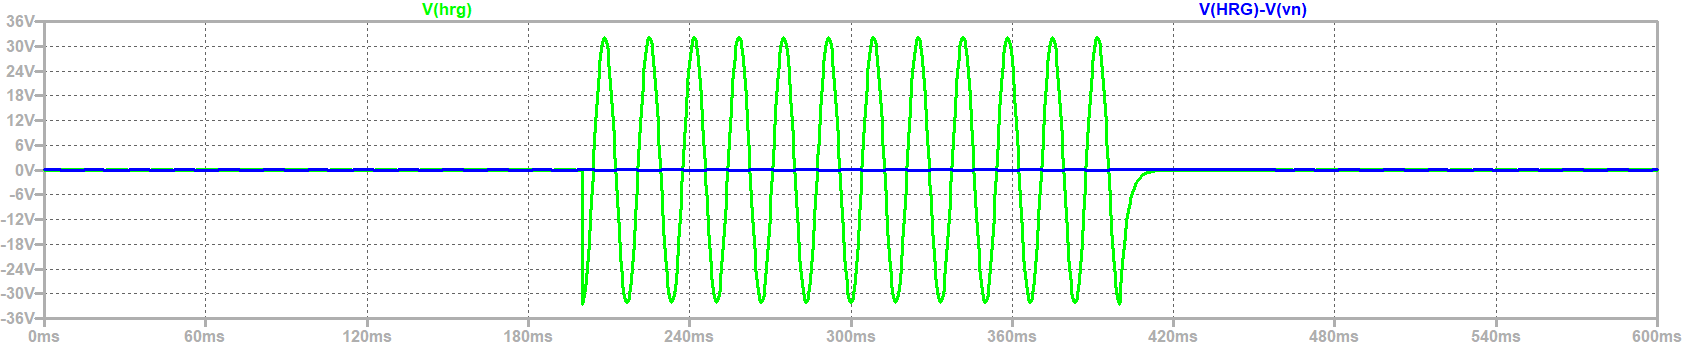 V(hrg) V(HRG)-V(vn)
36V
30V
24V
18V
12V
6V
0V
-6V
-12V
-18V
-24V
-30V
-36V
0ms 60ms 120ms 180ms 240ms 300ms 360ms 420ms 480ms 540ms 600ms